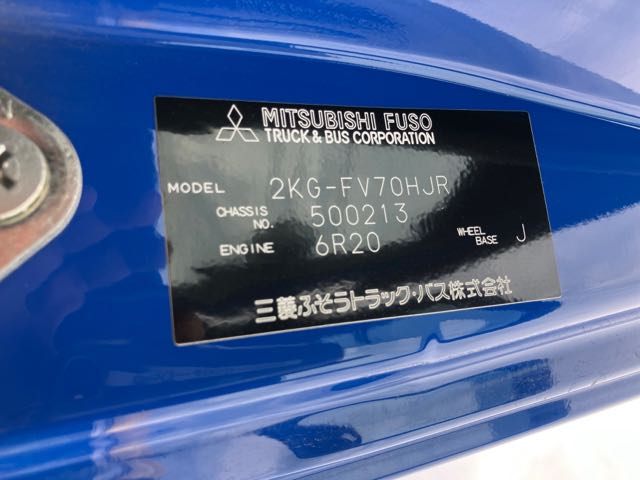 MITSUBISHI FUSO
TRUCK & BUS CORPORATION
MODEL 2KG-FV70HJR
CHASSIS NO. 500213
ENGINE 6R20 WHEEL BASE J
三菱ふそうトラック・バス株式会社